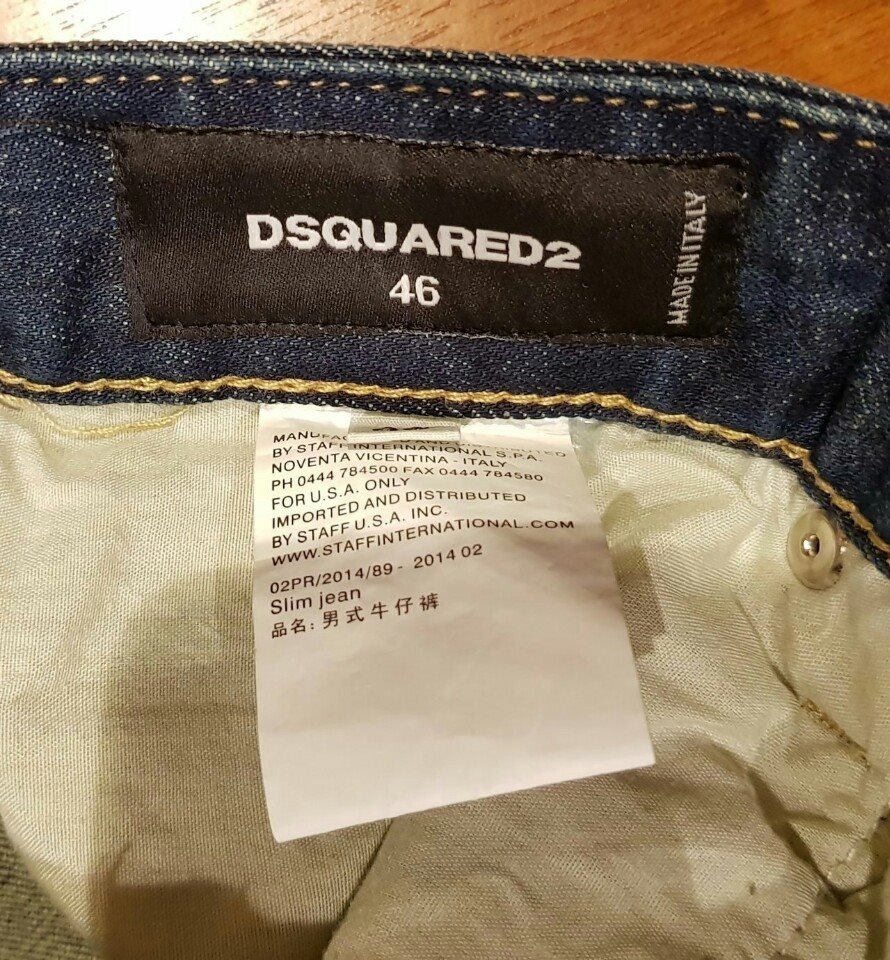 DSQUARED2
46
MADE IN ITALY
BY STAFF INTERNATIONAL S.P.A.
NOVENTA VICENTINA - ITALY
PH 0444 784500 FAX 0444 784580
FOR U.S.A. ONLY
IMPORTED AND DISTRIBUTED
BY STAFF U.S.A. INC.
WWW.STAFFINTERNATIONAL.COM
02PR/2014/89 - 2014 02
Slim jean
品名: 男式牛仔裤